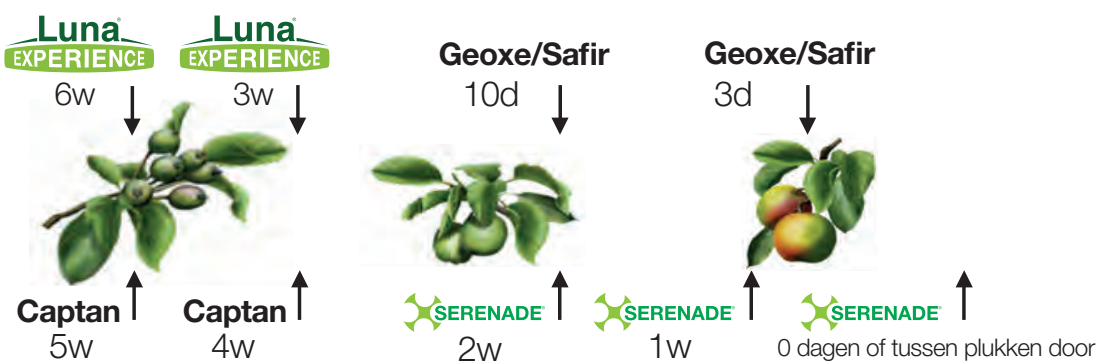 Luna EXPERIENCE
6w
Luna EXPERIENCE
3w
Geoxe/Safir
10d
Geoxe/Safir
3d
Captan
5w
Captan
4w
SERENADE
2w
SERENADE
1w
SERENADE
0 dagen of tussen plukken door